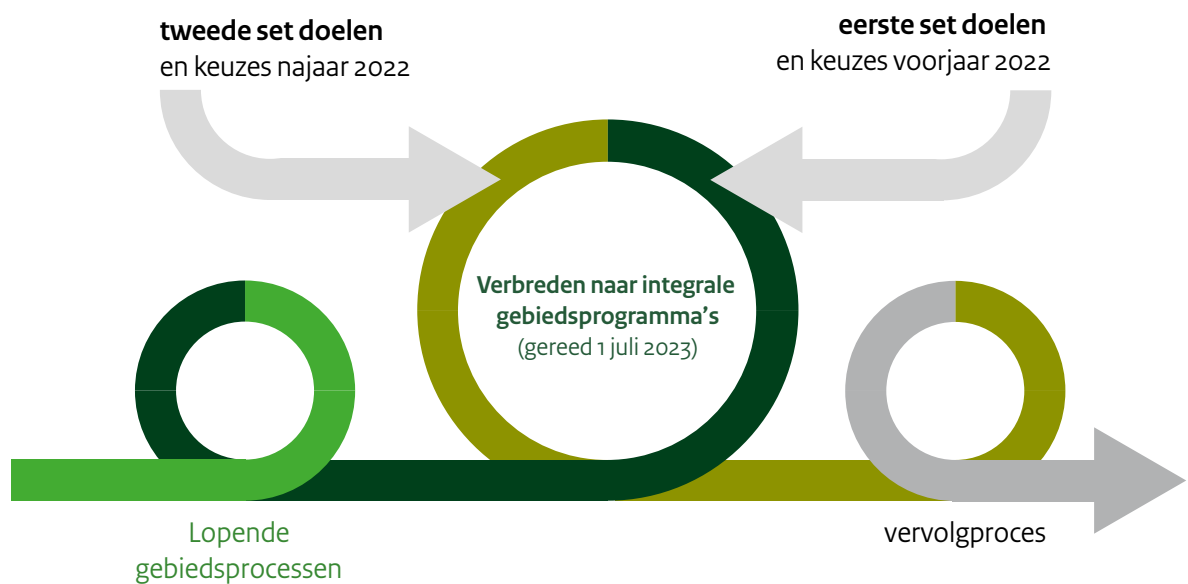 tweede set doelen
en keuzes najaar 2022
eerste set doelen
en keuzes voorjaar 2022
Verbreden naar integrale
gebiedsprogramma's
(gereed 1 juli 2023)
Lopende
gebiedsprocessen
vervolgproces